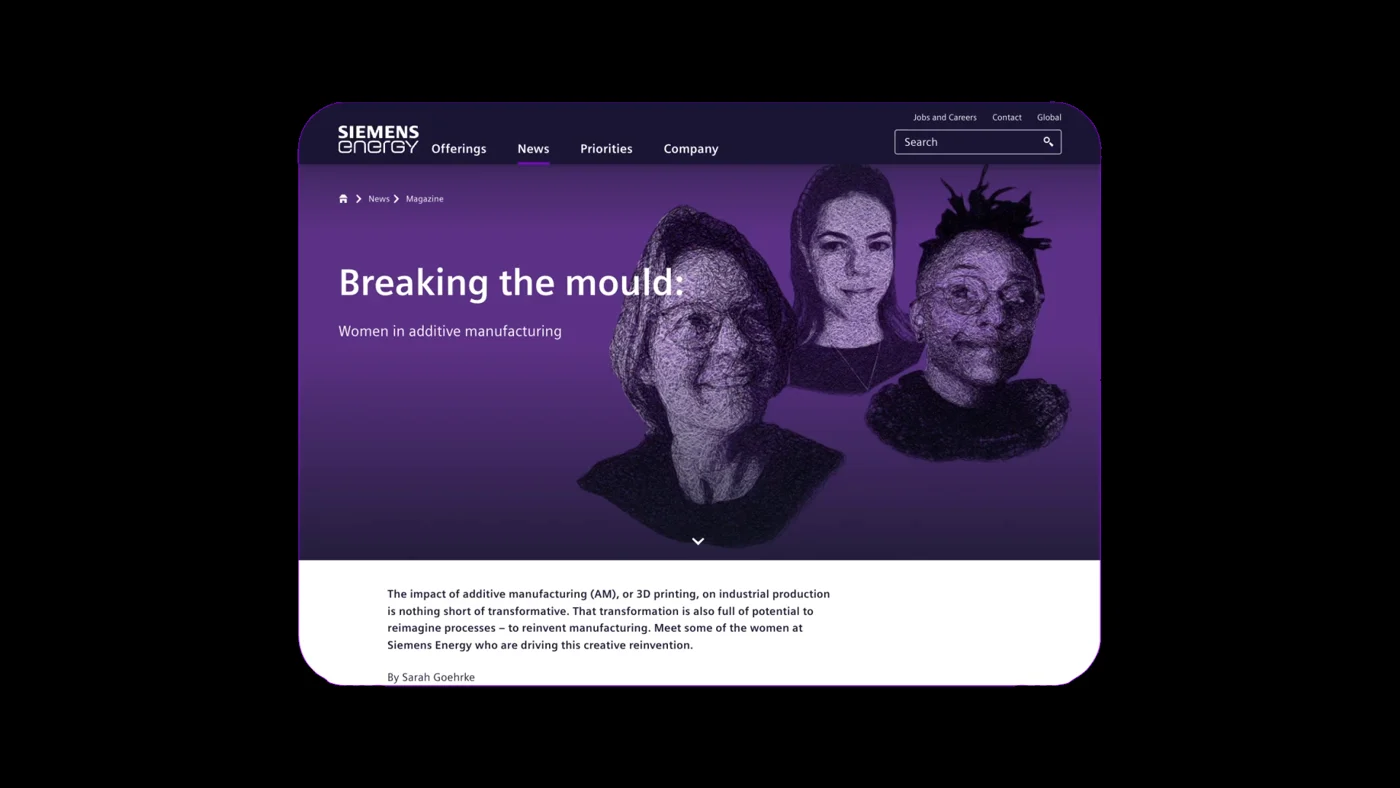 Jobs and Careers Contact Global
SIEMENS
energy
Offerings News Priorities Company
Search
News Magazine
Breaking the mould:
Women in additive manufacturing
The impact of additive manufacturing (AM), or 3D printing, on industrial production
is nothing short of transformative. That transformation is also full of potential to
reimagine processes – to reinvent manufacturing. Meet some of the women at
Siemens Energy who are driving this creative reinvention.
By Sarah Goehrke